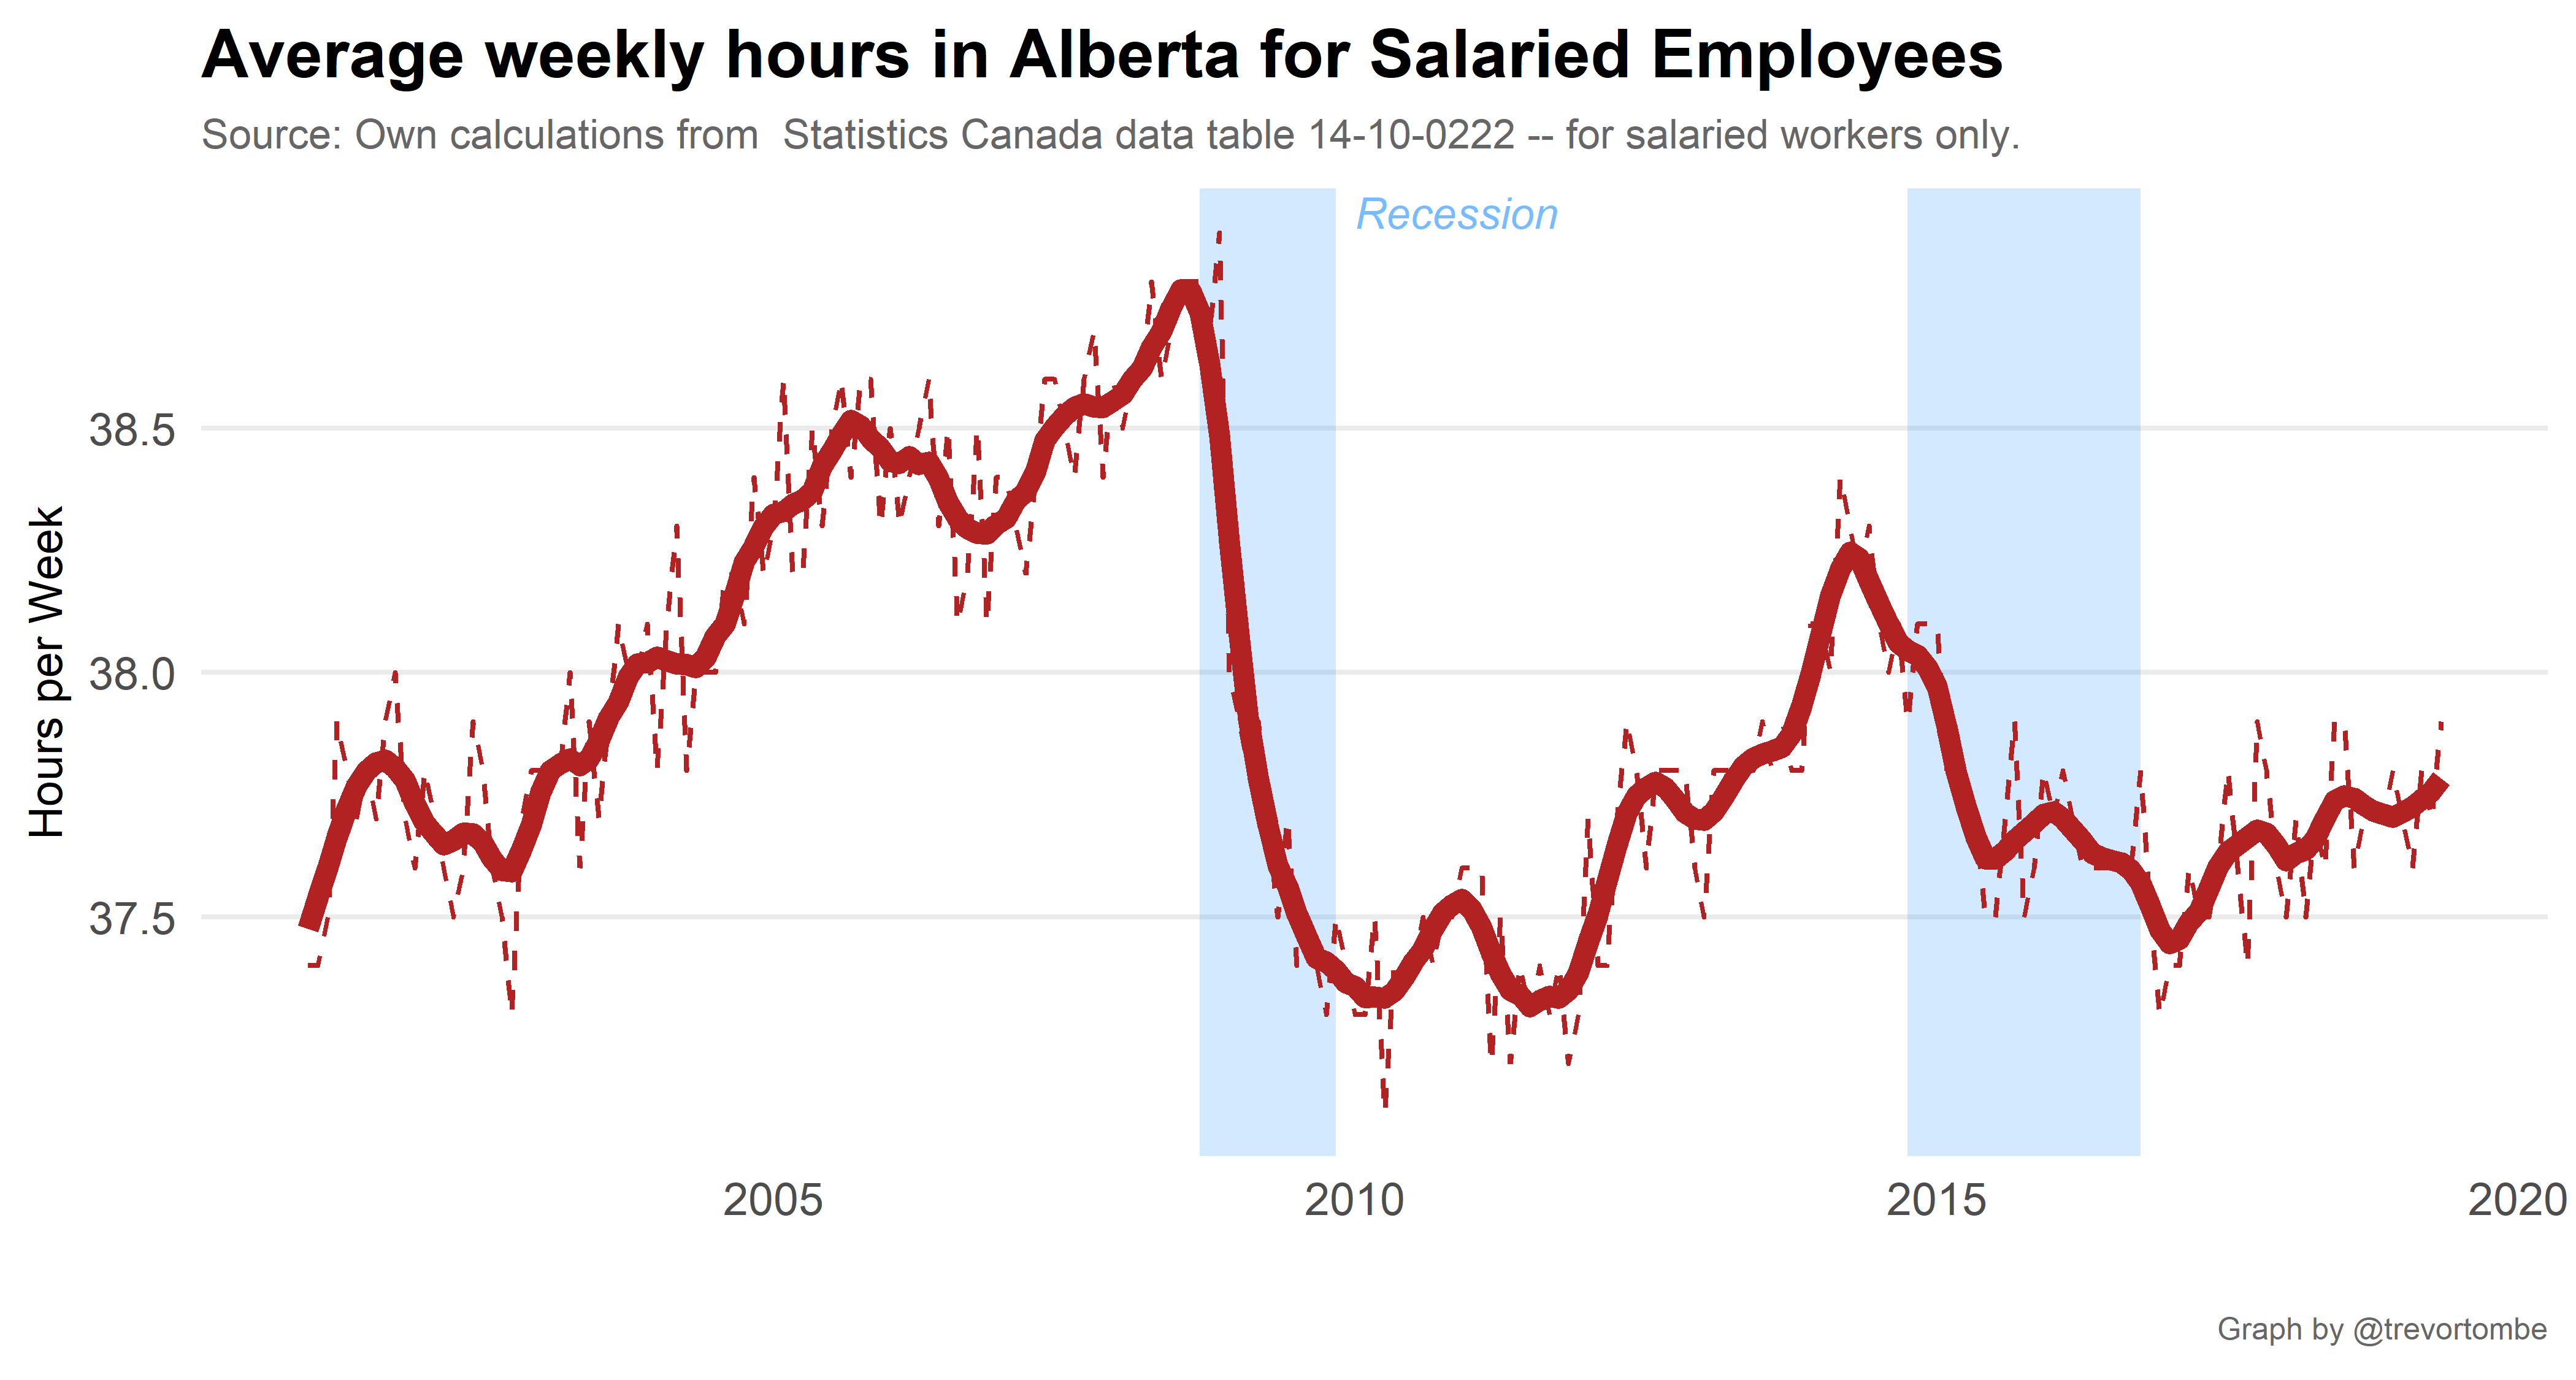 Average weekly hours in Alberta for Salaried Employees
Source: Own calculations from  Statistics Canada data table 14-10-0222 -- for salaried workers only.
Recession
Hours per Week
38.5
38.0
37.5
2005
2010
2015
2020
Graph by @trevortombe